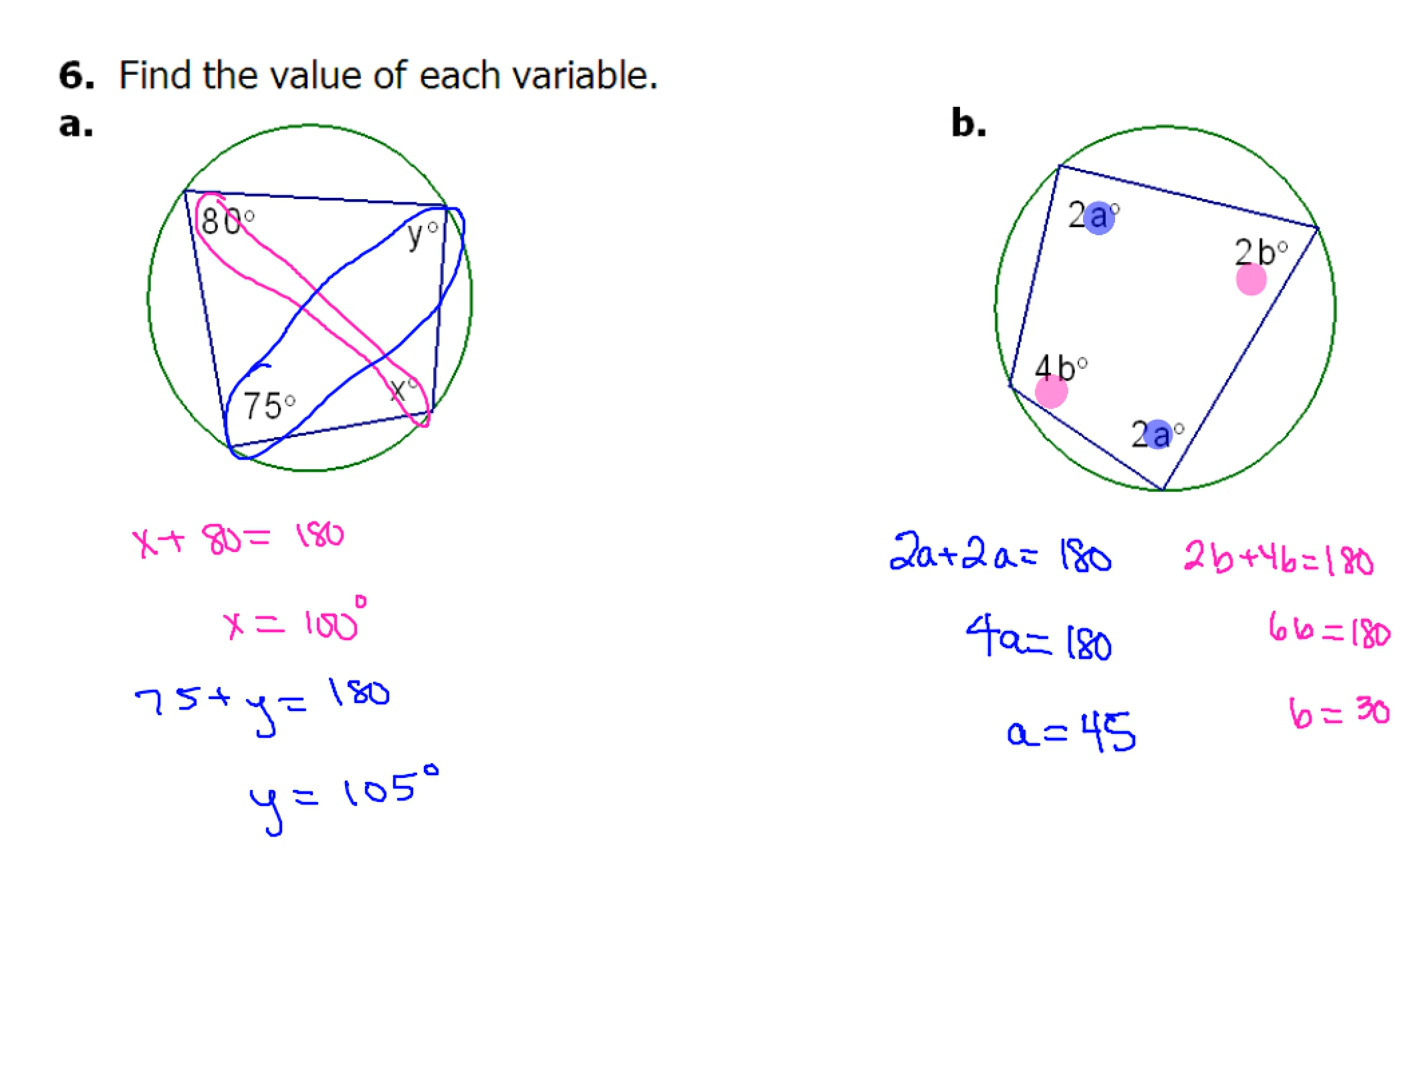 6. Find the value of each variable.
a.
80°
y°
75°
x°
x + 80 = 180
x = 100°
75 + y = 180
y = 105°
b.
2a°
2b°
4b°
2a°
2a + 2a = 180
4a = 180
a = 45
2b + 4b = 180
6b = 180
b = 30